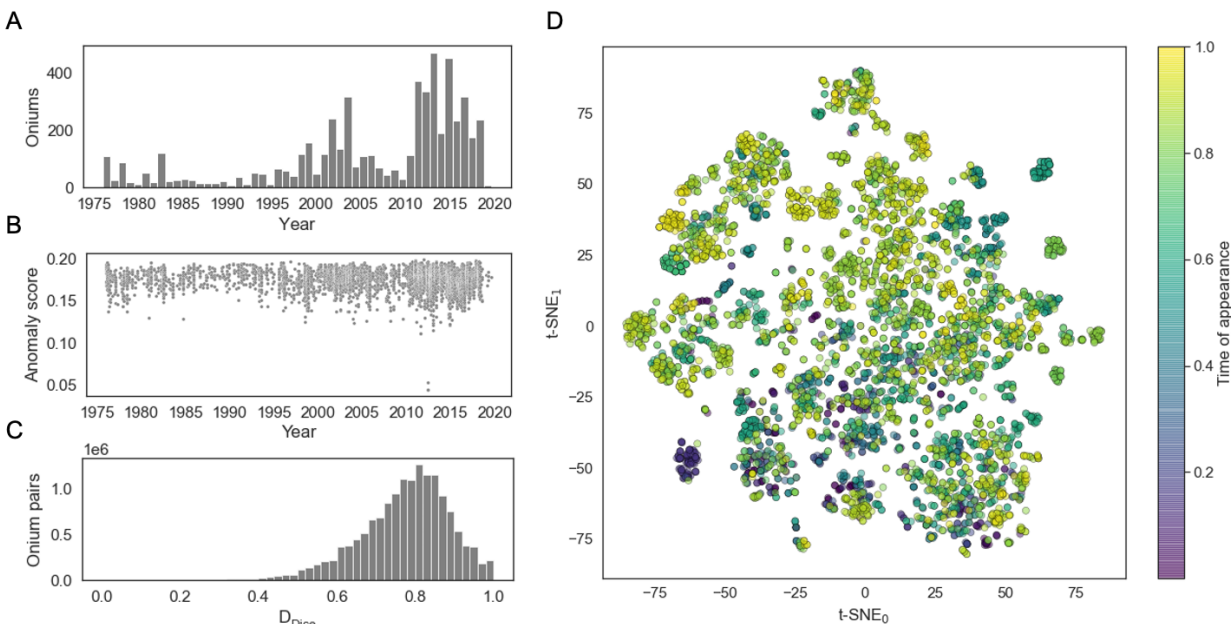 A
Oniums
400
200
0
1975 1980 1985 1990 1995 2000 2005 2010 2015 2020
Year
B
Anomaly score
0.20
0.15
0.10
0.05
1975 1980 1985 1990 1995 2000 2005 2010 2015 2020
Year
C
1e6
Onium pairs
1.0
0.5
0.0
0.0 0.2 0.4 0.6 0.8 1.0
D
t-SNE₁
75
50
25
0
−25
−50
−75
−75 −50 −25 0 25 50 75
t-SNE₀
1.0
0.8
0.6
0.4
0.2
Time of appearance